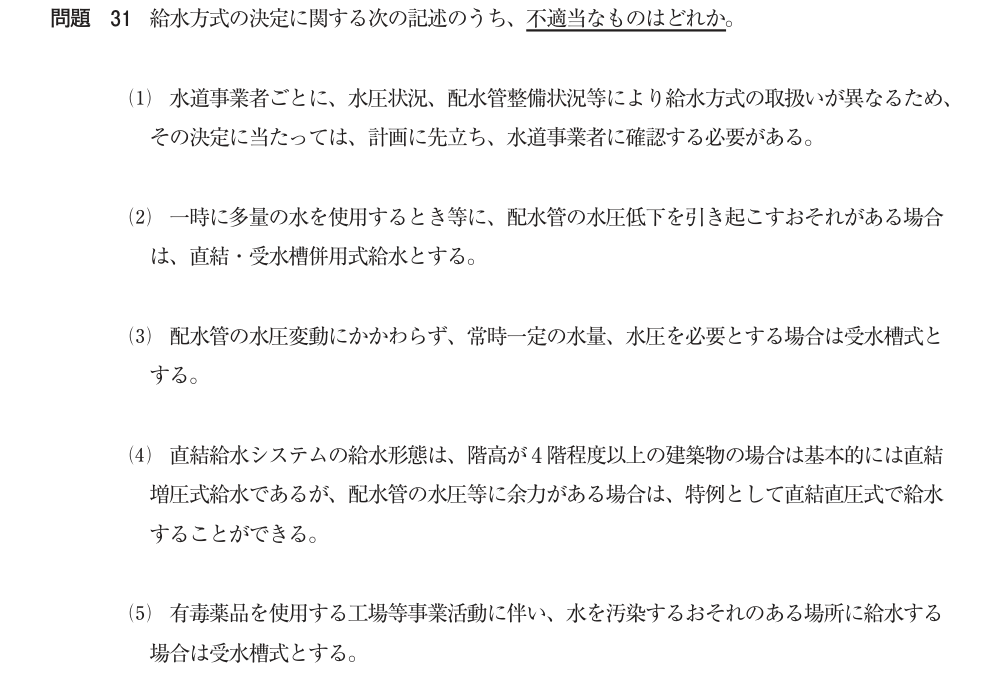 問題 31 給水方式の決定に関する次の記述のうち、不適当なものはどれか。
(1) 水道事業者ごとに、水圧状況、配水管整備状況等により給水方式の取扱いが異なるため、
その決定に当たっては、計画に先立ち、水道事業者に確認する必要がある。
(2) 一時に多量の水を使用するとき等に、配水管の水圧低下を引き起こすおそれがある場合
は、直結・受水槽併用式給水とする。
(3) 配水管の水圧変動にかかわらず、常時一定の水量、水圧を必要とする場合は受水槽式と
する。
(4) 直結給水システムの給水形態は、階高が4階程度以上の建築物の場合は基本的には直結
増圧式給水であるが、配水管の水圧等に余力がある場合は、特例として直結直圧式で給水
することができる。
(5) 有毒薬品を使用する工場等事業活動に伴い、水を汚染するおそれのある場所に給水する
場合は受水槽式とする。